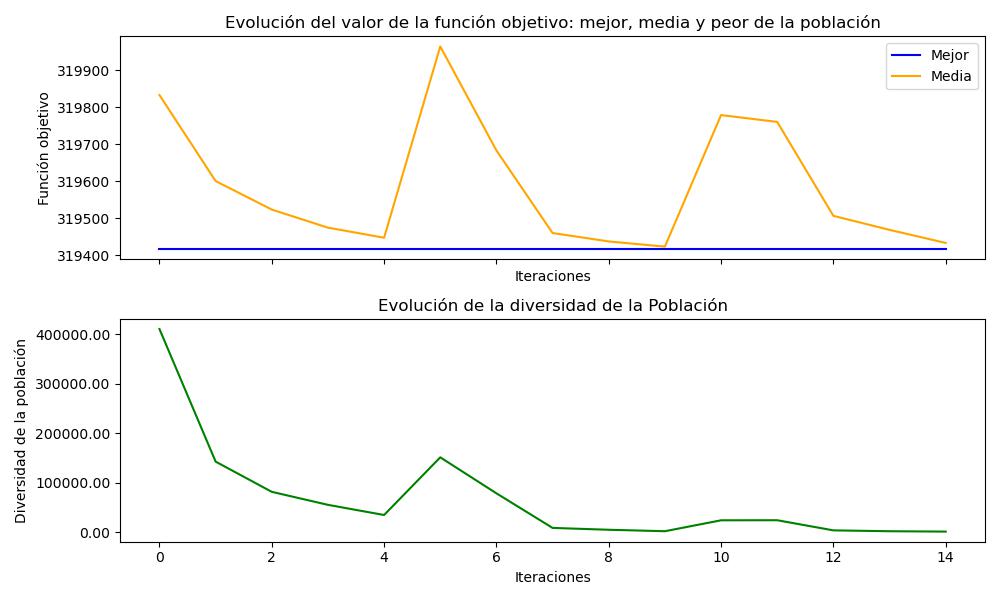 Evolución del valor de la función objetivo: mejor, media y peor de la población
Función objetivo
319900
319800
319700
319600
319500
319400
Mejor
Media
Iteraciones
Evolución de la diversidad de la Población
Diversidad de la población
400000.00
300000.00
200000.00
100000.00
0.00
0 2 4 6 8 10 12 14
Iteraciones